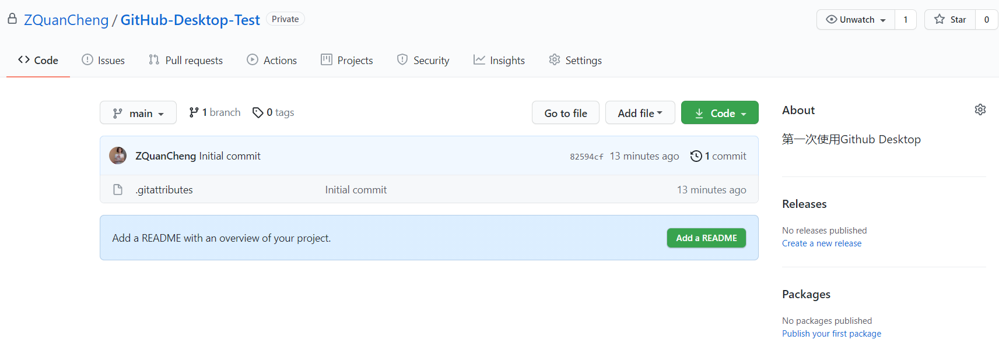 ZQuanCheng / GitHub-Desktop-Test Private Unwatch 1 Star 0
Code Issues Pull requests Actions Projects Security Insights Settings
main 1 branch 0 tags Go to file Add file Code
ZQuanCheng Initial commit 82594cf 13 minutes ago 1 commit
.gitattributes Initial commit 13 minutes ago
Add a README with an overview of your project. Add a README
About
第一次使用Github Desktop
Releases
No releases published
Create a new release
Packages
No packages published
Publish your first package